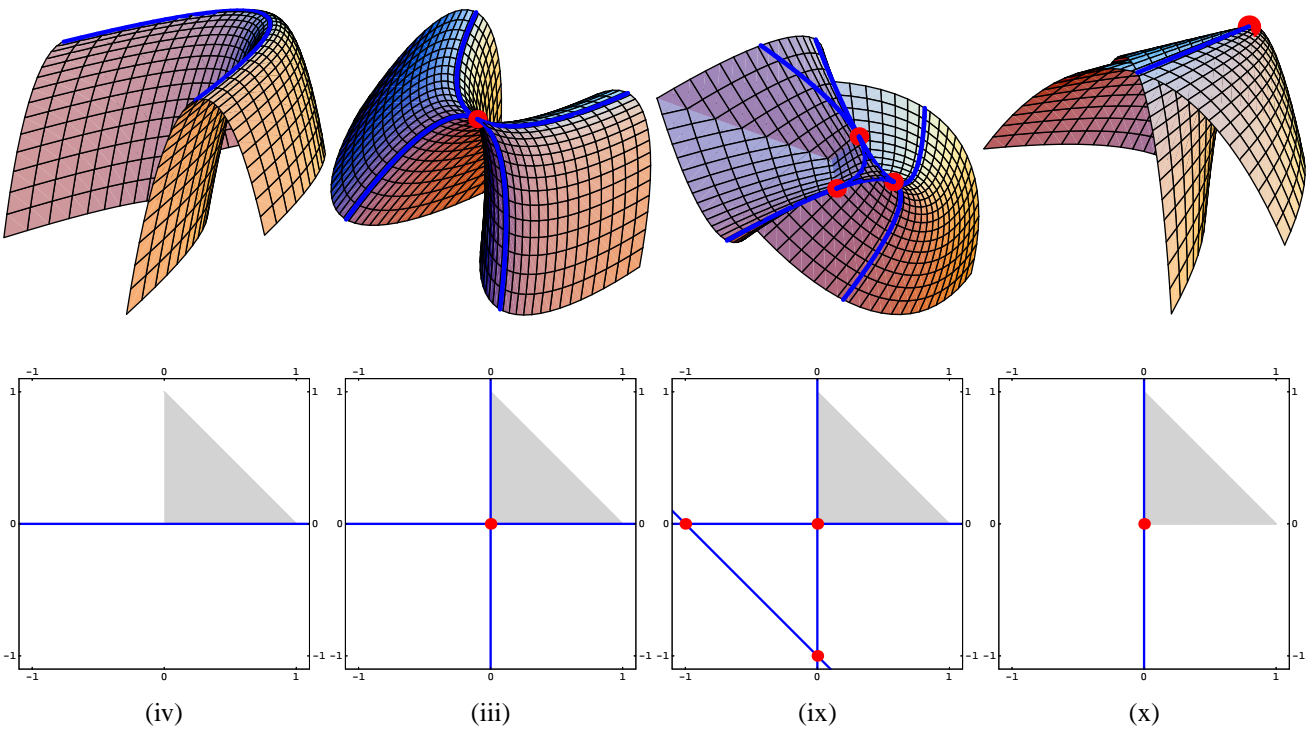 -1 0 1 -1 0 1 -1 0 1 -1 0 1
1 1 1 1 1 1 1 1
0 0 0 0 0 0 0 0
-1 -1 -1 -1 -1 -1 -1 -1
-1 0 1 -1 0 1 -1 0 1 -1 0 1
(iv) (iii) (ix) (x)